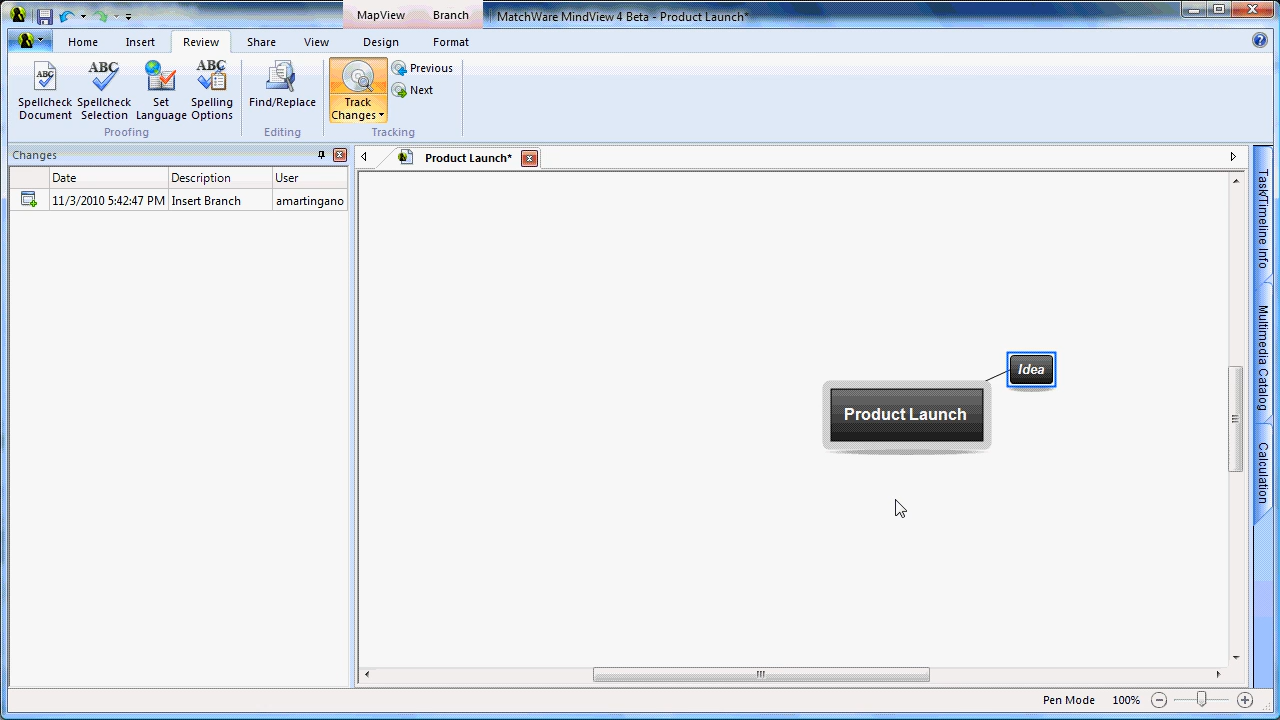 MapView Branch MatchWare MindView 4 Beta - Product Launch*
Home Insert Review Share View Design Format
ABC ABC ABC
Previous
Next
Spellcheck Document
Spellcheck Selection
Set Language
Spelling Options
Find/Replace
Track Changes
Proofing Editing Tracking
Changes
Date Description User
11/3/2010 5:42:47 PM Insert Branch amartingano
Product Launch*
Idea
Product Launch
Task/Timeline Info
Multimedia Catalog
Calculation
Pen Mode 100%